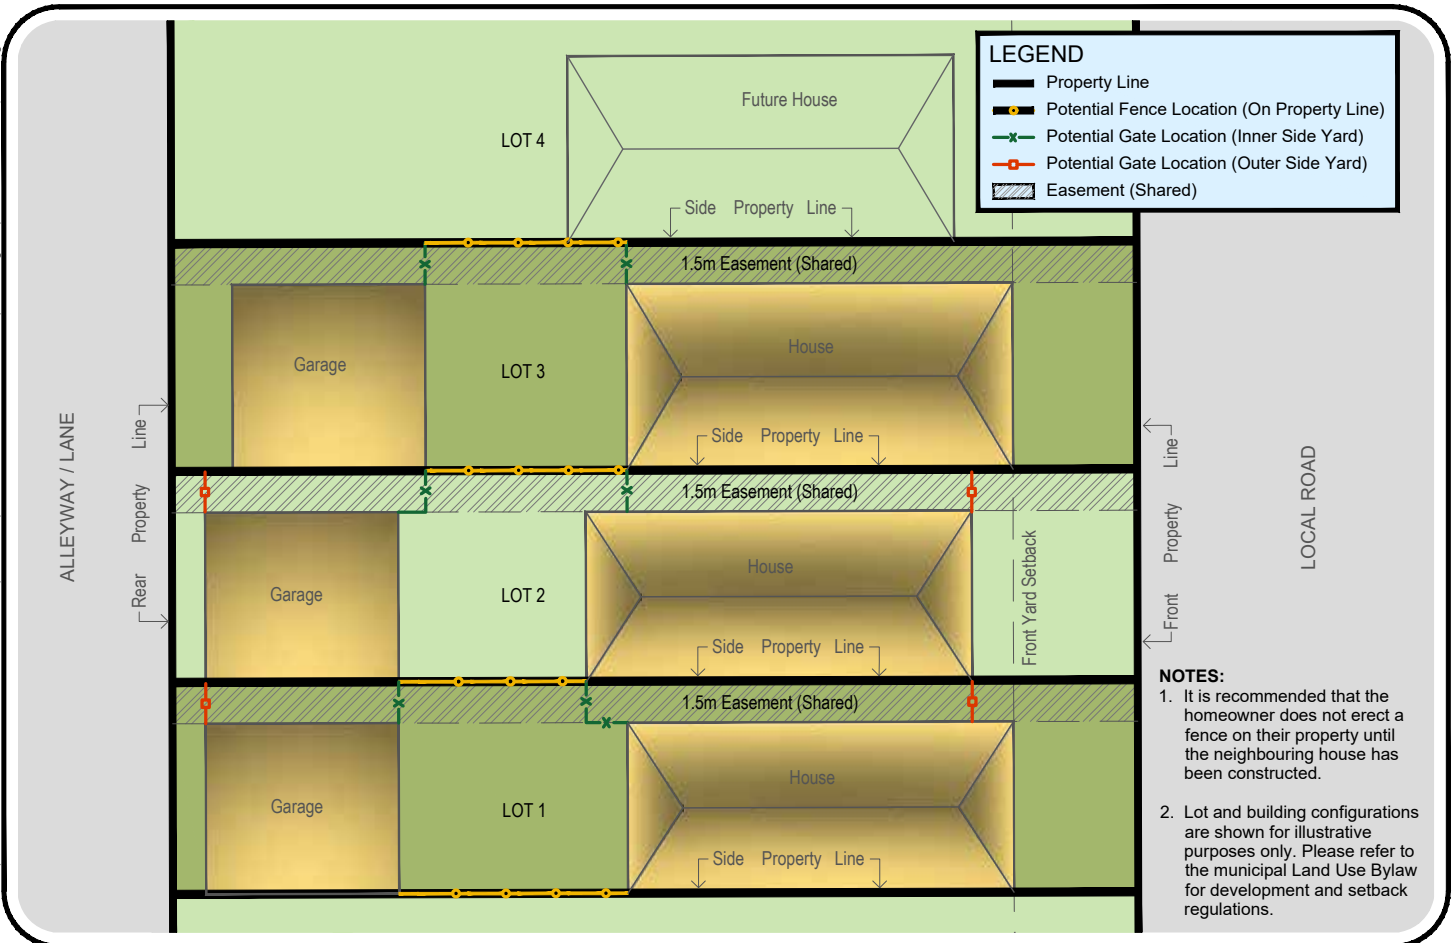 LEGEND
Property Line
Potential Fence Location (On Property Line)
Potential Gate Location (Inner Side Yard)
Potential Gate Location (Outer Side Yard)
Easement (Shared)
Future House
LOT 4
Side Property Line
1.5m Easement (Shared)
Garage
LOT 3
House
Side Property Line
1.5m Easement (Shared)
Garage
LOT 2
House
Side Property Line
1.5m Easement (Shared)
Garage
LOT 1
House
Side Property Line
ALLEYWAY / LANE
Rear Property Line
Front Yard Setback
Front Property Line
LOCAL ROAD
NOTES:
1. It is recommended that the
homeowner does not erect a
fence on their property until
the neighbouring house has
been constructed.
2. Lot and building configurations
are shown for illustrative
purposes only. Please refer to
the municipal Land Use Bylaw
for development and setback
regulations.